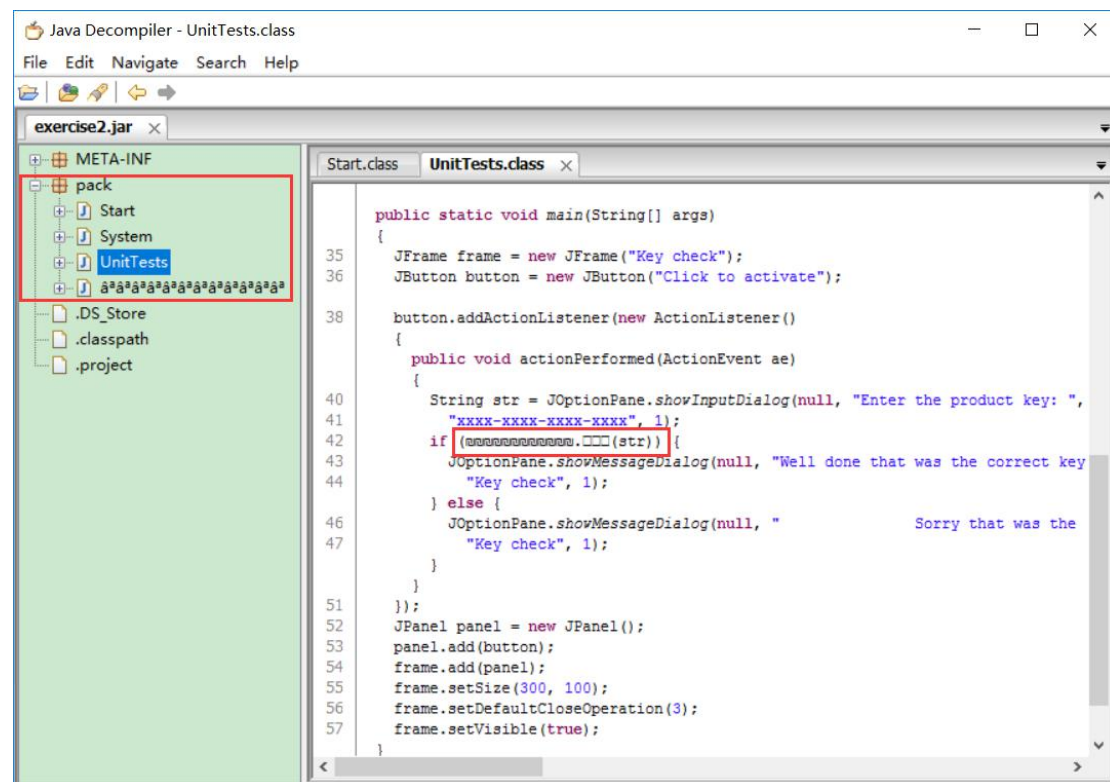 Java Decompiler - UnitTests.class
File Edit Navigate Search Help
exercise2.jar
META-INF
pack
Start
System
UnitTests
.DS_Store
.classpath
.project
Start.class UnitTests.class
public static void main(String[] args)
{
35 JFrame frame = new JFrame("Key check");
36 JButton button = new JButton("Click to activate");
38 button.addActionListener(new ActionListener()
{
public void actionPerformed(ActionEvent ae)
{
40 String str = JOptionPane.showInputDialog(null, "Enter the product key: ",
41 "xxxx-xxxx-xxxx-xxxx", 1);
42 if (.□□□(str)) {
43 JOptionPane.showMessageDialog(null, "Well done that was the correct key
44 "Key check", 1);
} else {
46 JOptionPane.showMessageDialog(null, " Sorry that was the
47 "Key check", 1);
}
}
51 });
52 JPanel panel = new JPanel();
53 panel.add(button);
54 frame.add(panel);
55 frame.setSize(300, 100);
56 frame.setDefaultCloseOperation(3);
57 frame.setVisible(true);
}